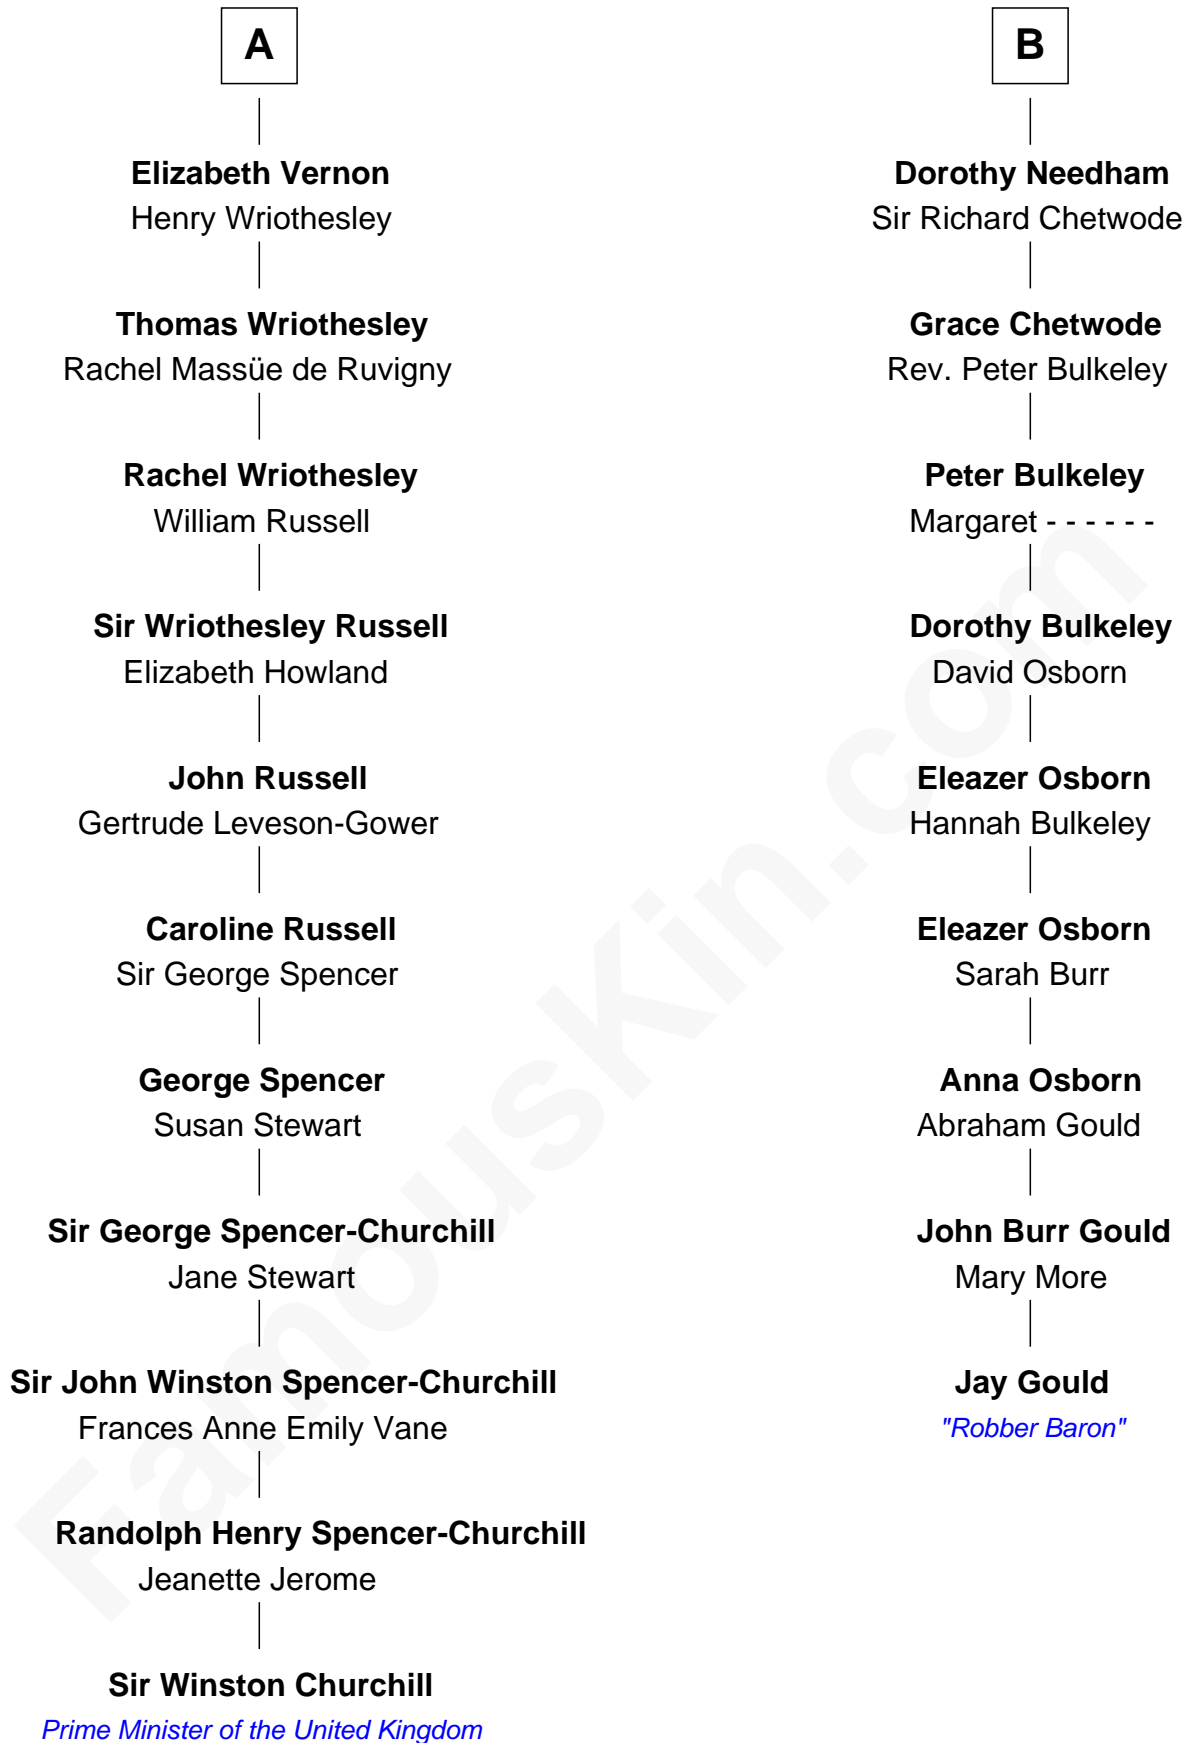 A
Elizabeth Vernon
Henry Wriothesley
Thomas Wriothesley
Rachel Massüe de Ruvigny
Rachel Wriothesley
William Russell
Sir Wriothesley Russell
Elizabeth Howland
John Russell
Gertrude Leveson-Gower
Caroline Russell
Sir George Spencer
George Spencer
Susan Stewart
Sir George Spencer-Churchill
Jane Stewart
Sir John Winston Spencer-Churchill
Frances Anne Emily Vane
Randolph Henry Spencer-Churchill
Jeanette Jerome
Sir Winston Churchill
Prime Minister of the United Kingdom
B
Dorothy Needham
Sir Richard Chetwode
Grace Chetwode
Rev. Peter Bulkeley
Peter Bulkeley
Margaret - - - - - -
Dorothy Bulkeley
David Osborn
Eleazer Osborn
Hannah Bulkeley
Eleazer Osborn
Sarah Burr
Anna Osborn
Abraham Gould
John Burr Gould
Mary More
Jay Gould
"Robber Baron"
FamousKin.com